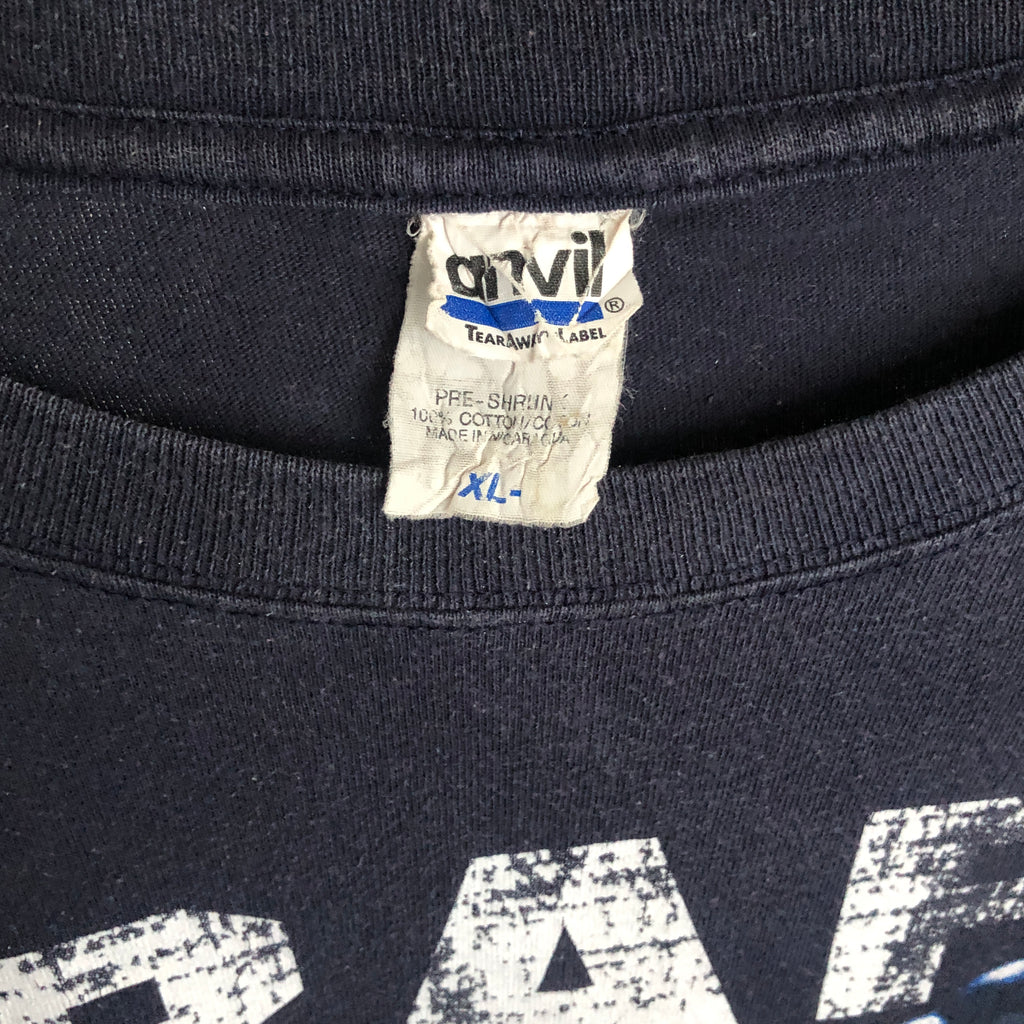 anvil®
TEARAWAY LABEL
PRE-SHRUNK
100% COTTON/COTON
MADE IN NICARAGUA
XL-